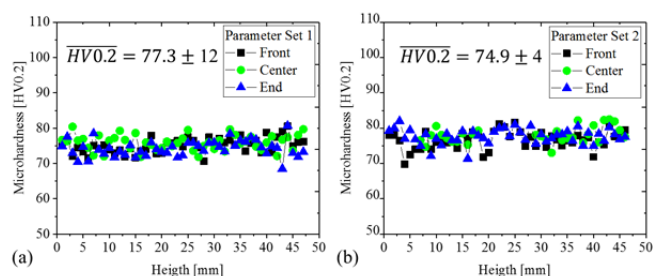 110
100
90
80
70
60
50
Microhardness [HV0.2]
HV0.2 = 77.3 ± 12
Parameter Set 1
Front
Center
End
0 5 10 15 20 25 30 35 40 45 50
Heigth [mm]
(a)
110
100
90
80
70
60
50
Microhardness [HV0.2]
HV0.2 = 74.9 ± 4
Parameter Set 2
Front
Center
End
0 5 10 15 20 25 30 35 40 45 50
Heigth [mm]
(b)